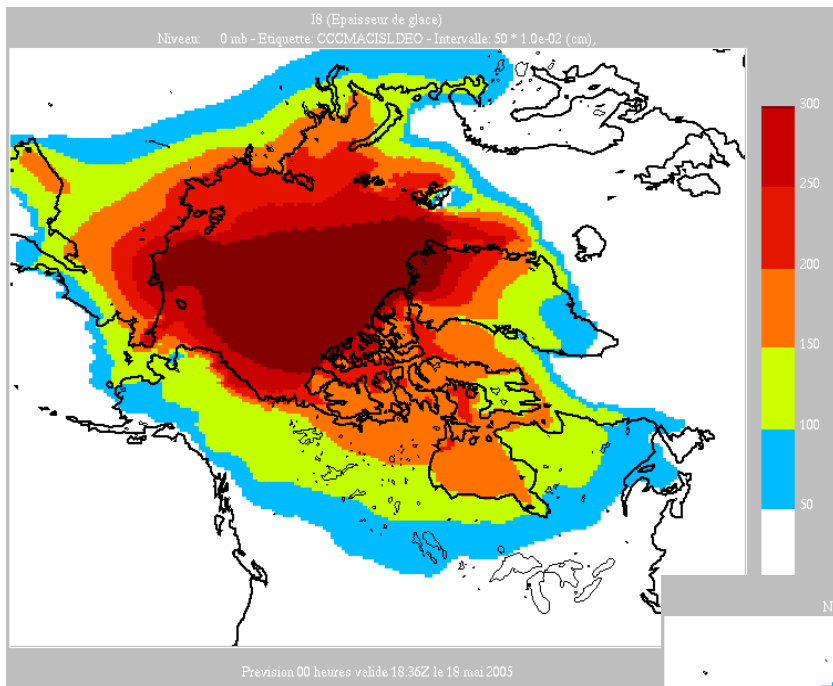 I8 (Epaisseur de glace)
Niveau: 0 mb - Etiquette: CCCMACISLDEO - Intervalle: 50 * 1.0e-02 (cm),
300
250
200
150
100
50
N
Prevision 00 heures valide 18:36Z le 18 mai 2005